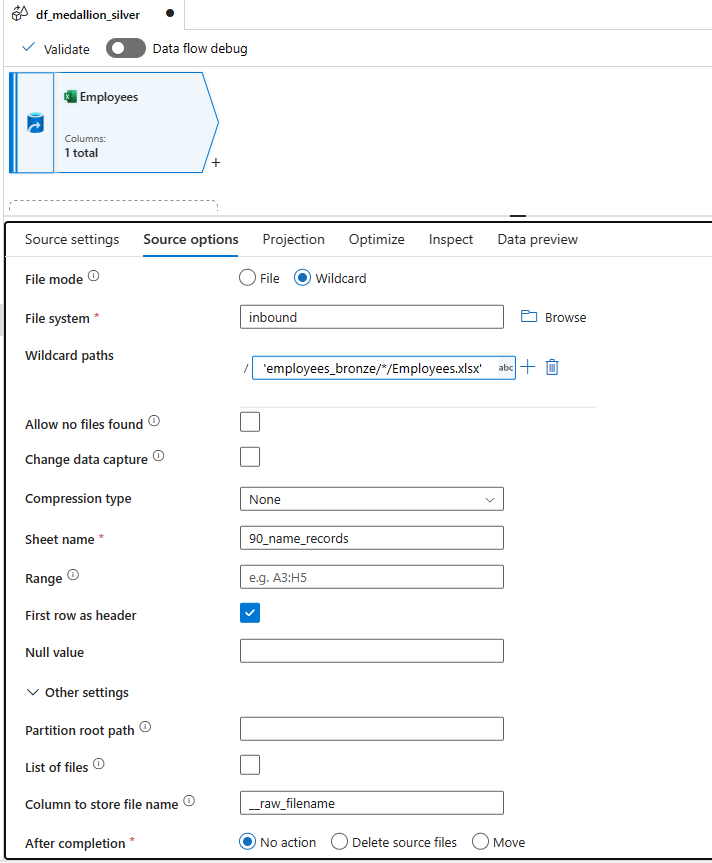 df_medallion_silver
Validate Data flow debug
Employees
Columns:
1 total
+
Source settings Source options Projection Optimize Inspect Data preview
File mode File Wildcard
File system * inbound Browse
Wildcard paths / 'employees_bronze/*/Employees.xlsx' abc
Allow no files found
Change data capture
Compression type None
Sheet name * 90_name_records
Range e.g. A3:H5
First row as header
Null value
Other settings
Partition root path
List of files
Column to store file name __raw_filename
After completion * No action Delete source files Move